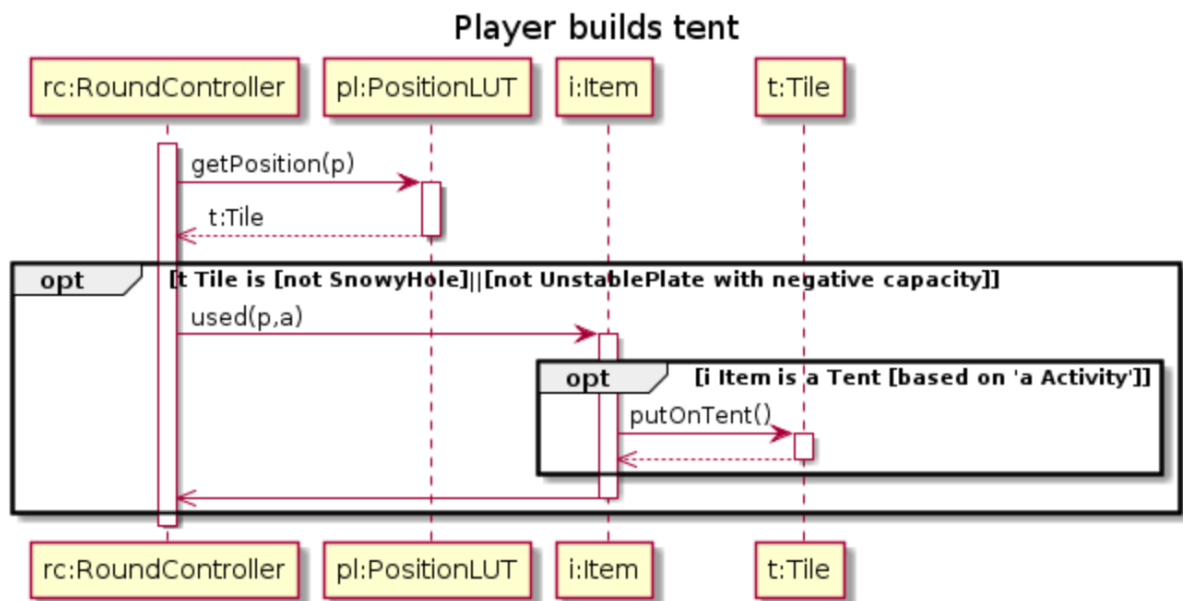 Player builds tent
rc:RoundController pl:PositionLUT i:Item t:Tile
getPosition(p)
t:Tile
opt [t Tile is [not SnowyHole]||[not UnstablePlate with negative capacity]]
used(p,a)
opt [i Item is a Tent [based on 'a Activity']]
putOnTent()
rc:RoundController pl:PositionLUT i:Item t:Tile